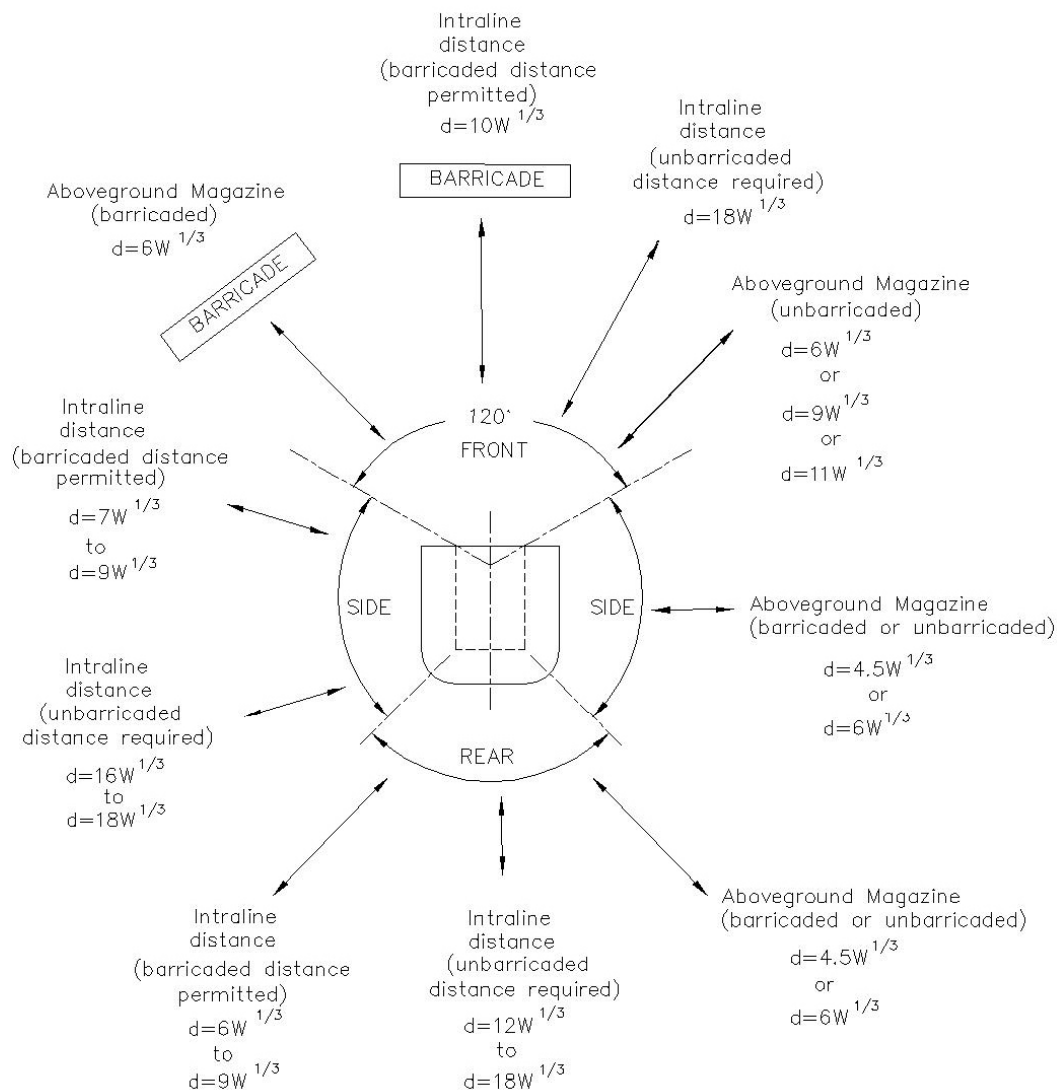 Intraline
distance
(barricaded distance
permitted)
d=10W 1/3
BARRICADE
Intraline
distance
(unbarricaded
distance required)
d=18W 1/3
Aboveground Magazine
(barricaded)
d=6W 1/3
BARRICADE
Aboveground Magazine
(unbarricaded)
d=6W 1/3
or
d=9W 1/3
or
d=11W 1/3
120°
FRONT
Intraline
distance
(barricaded distance
permitted)
d=7W 1/3
to
d=9W 1/3
SIDE
SIDE
Aboveground Magazine
(barricaded or unbarricaded)
d=4.5W 1/3
or
d=6W 1/3
Intraline
distance
(unbarricaded
distance required)
d=16W 1/3
to
d=18W 1/3
REAR
Intraline
distance
(barricaded distance
permitted)
d=6W 1/3
to
d=9W 1/3
Intraline
distance
(unbarricaded
distance required)
d=12W 1/3
to
d=18W 1/3
Aboveground Magazine
(barricaded or unbarricaded)
d=4.5W 1/3
or
d=6W 1/3